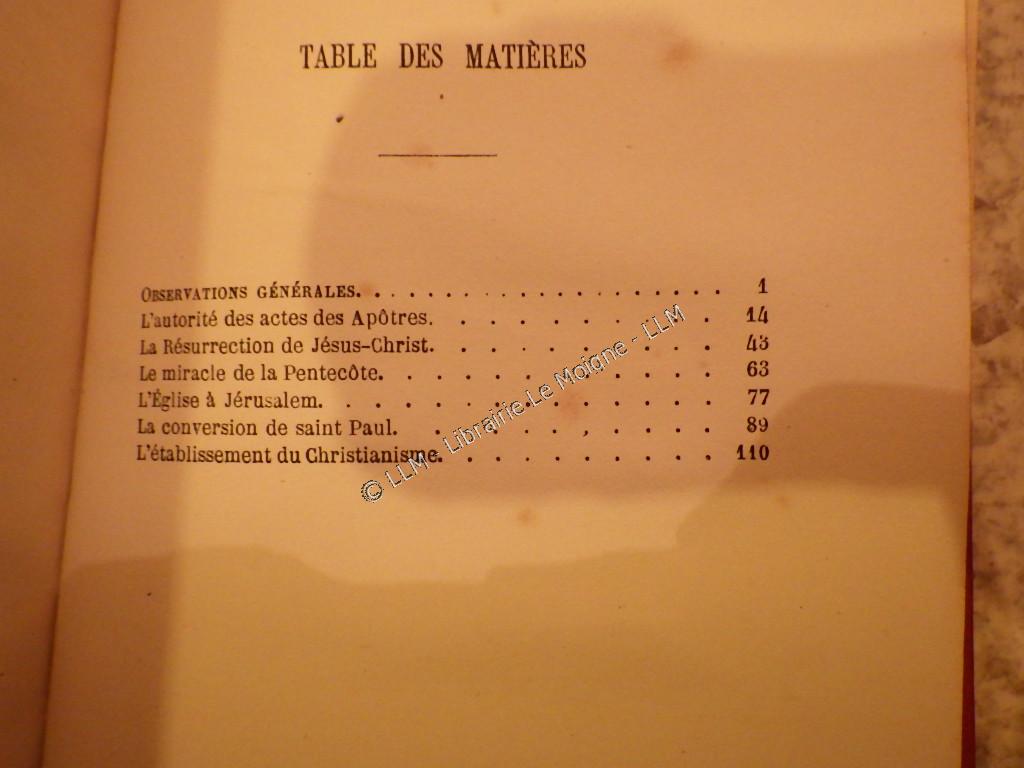 TABLE DES MATIÈRES
OBSERVATIONS GÉNÉRALES. . . . . . . . . . . . . . . . . . . . 1
L'autorité des actes des Apôtres. . . . . . . . . . 14
La Résurrection de Jésus-Christ. . . . . . . . . . 43
Le miracle de la Pentecôte. . . . . . . . . . . . 63
L'Église à Jérusalem. . . . . . . . . . . . . . 77
La conversion de saint Paul. . . . . . . . . . . 89
L'établissement du Christianisme. . . . . . . . . . 110
© LLM - Librairie Le Moigne - LLM